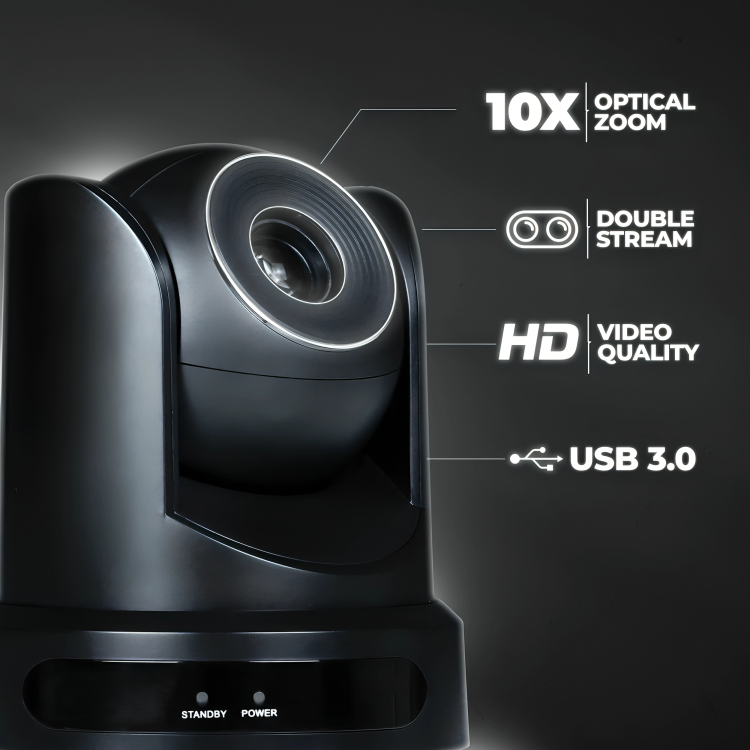 10X OPTICAL
ZOOM
DOUBLE
STREAM
HD VIDEO
QUALITY
USB 3.0
STANDBY POWER